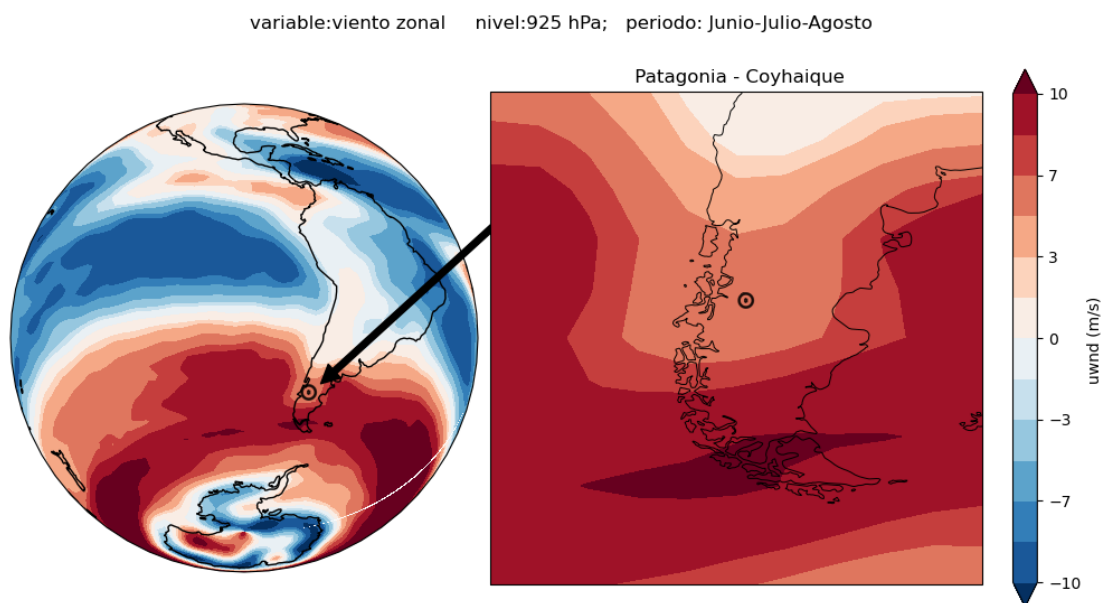 variable:viento zonal     nivel:925 hPa;   periodo: Junio-Julio-Agosto
Patagonia - Coyhaique
10
7
3
0
−3
−7
−10
uwnd (m/s)